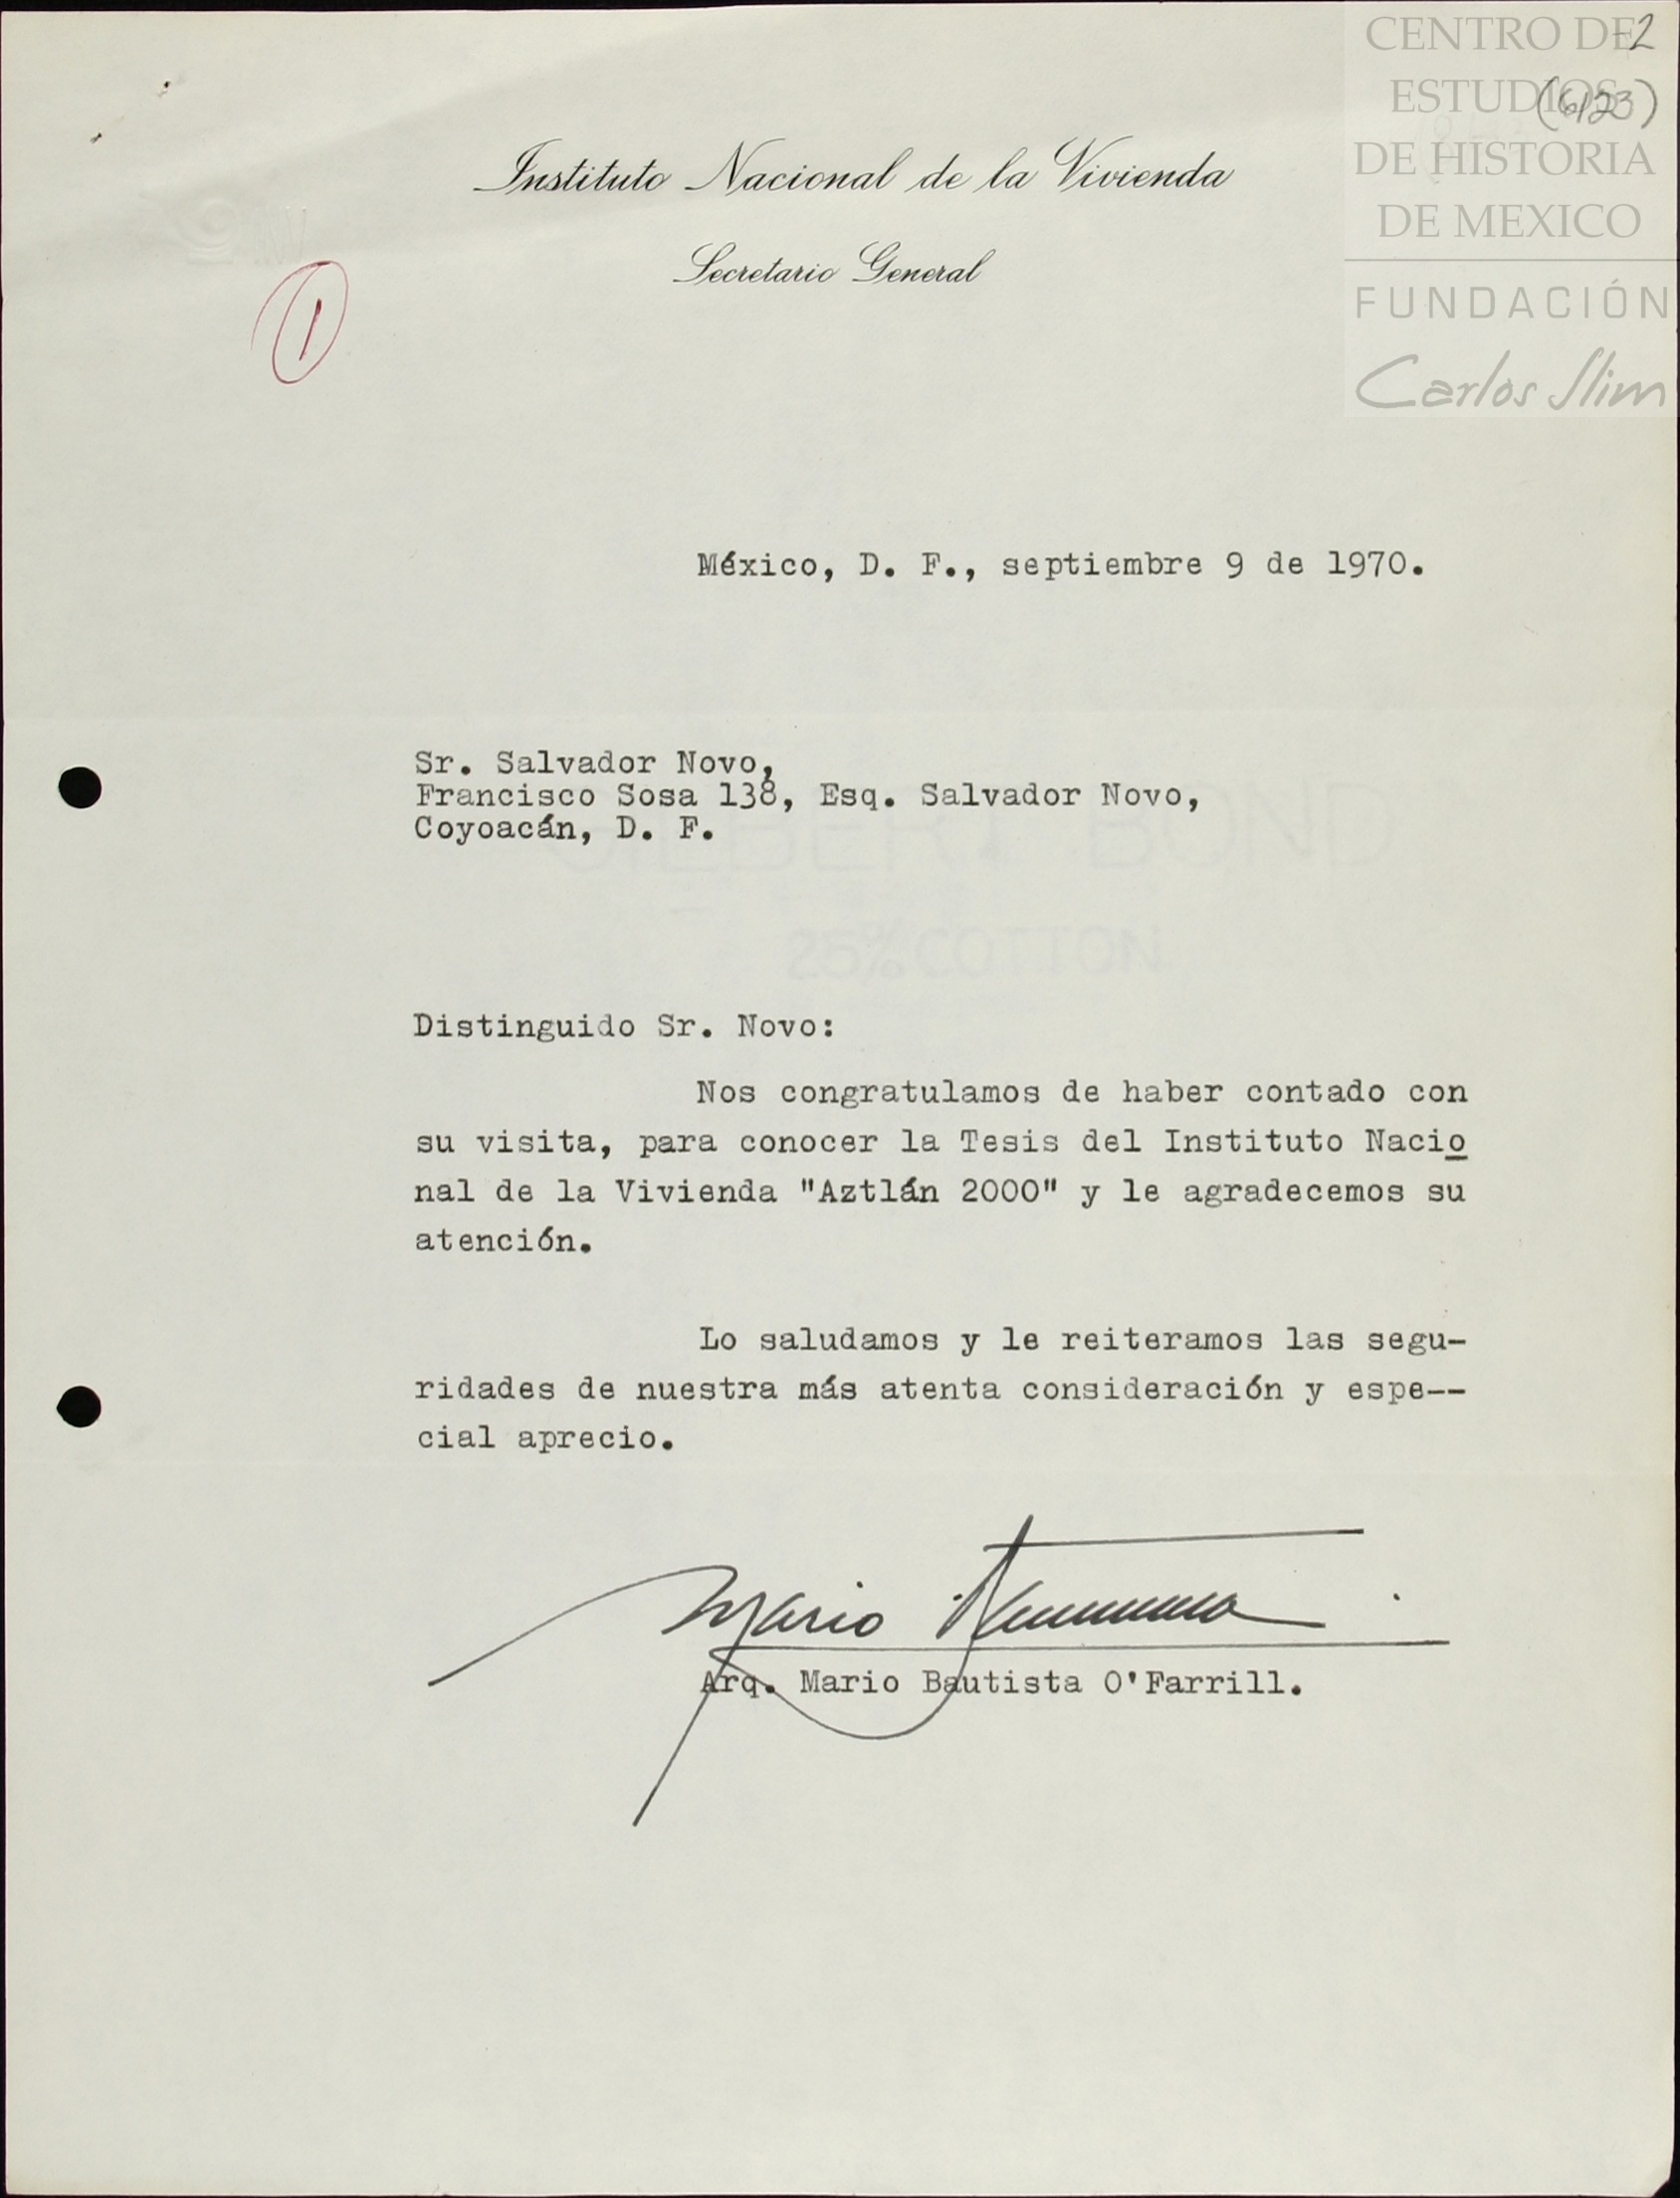 CENTRO DE
ESTUDIOS
DE HISTORIA
DE MEXICO
FUNDACIÓN
Carlos Slim
-2
(6123)
Instituto Nacional de la Vivienda
Secretario General
1
México, D. F., septiembre 9 de 1970.
Sr. Salvador Novo,
Francisco Sosa 138, Esq. Salvador Novo,
Coyoacán, D. F.
GILBERT BOND
25% COTTON
Distinguido Sr. Novo:
Nos congratulamos de haber contado con
su visita, para conocer la Tesis del Instituto Nacio
nal de la Vivienda "Aztlán 2000" y le agradecemos su
atención.
Lo saludamos y le reiteramos las segu-
ridades de nuestra más atenta consideración y espe--
cial aprecio.
Mario
Arq. Mario Bautista O'Farrill.